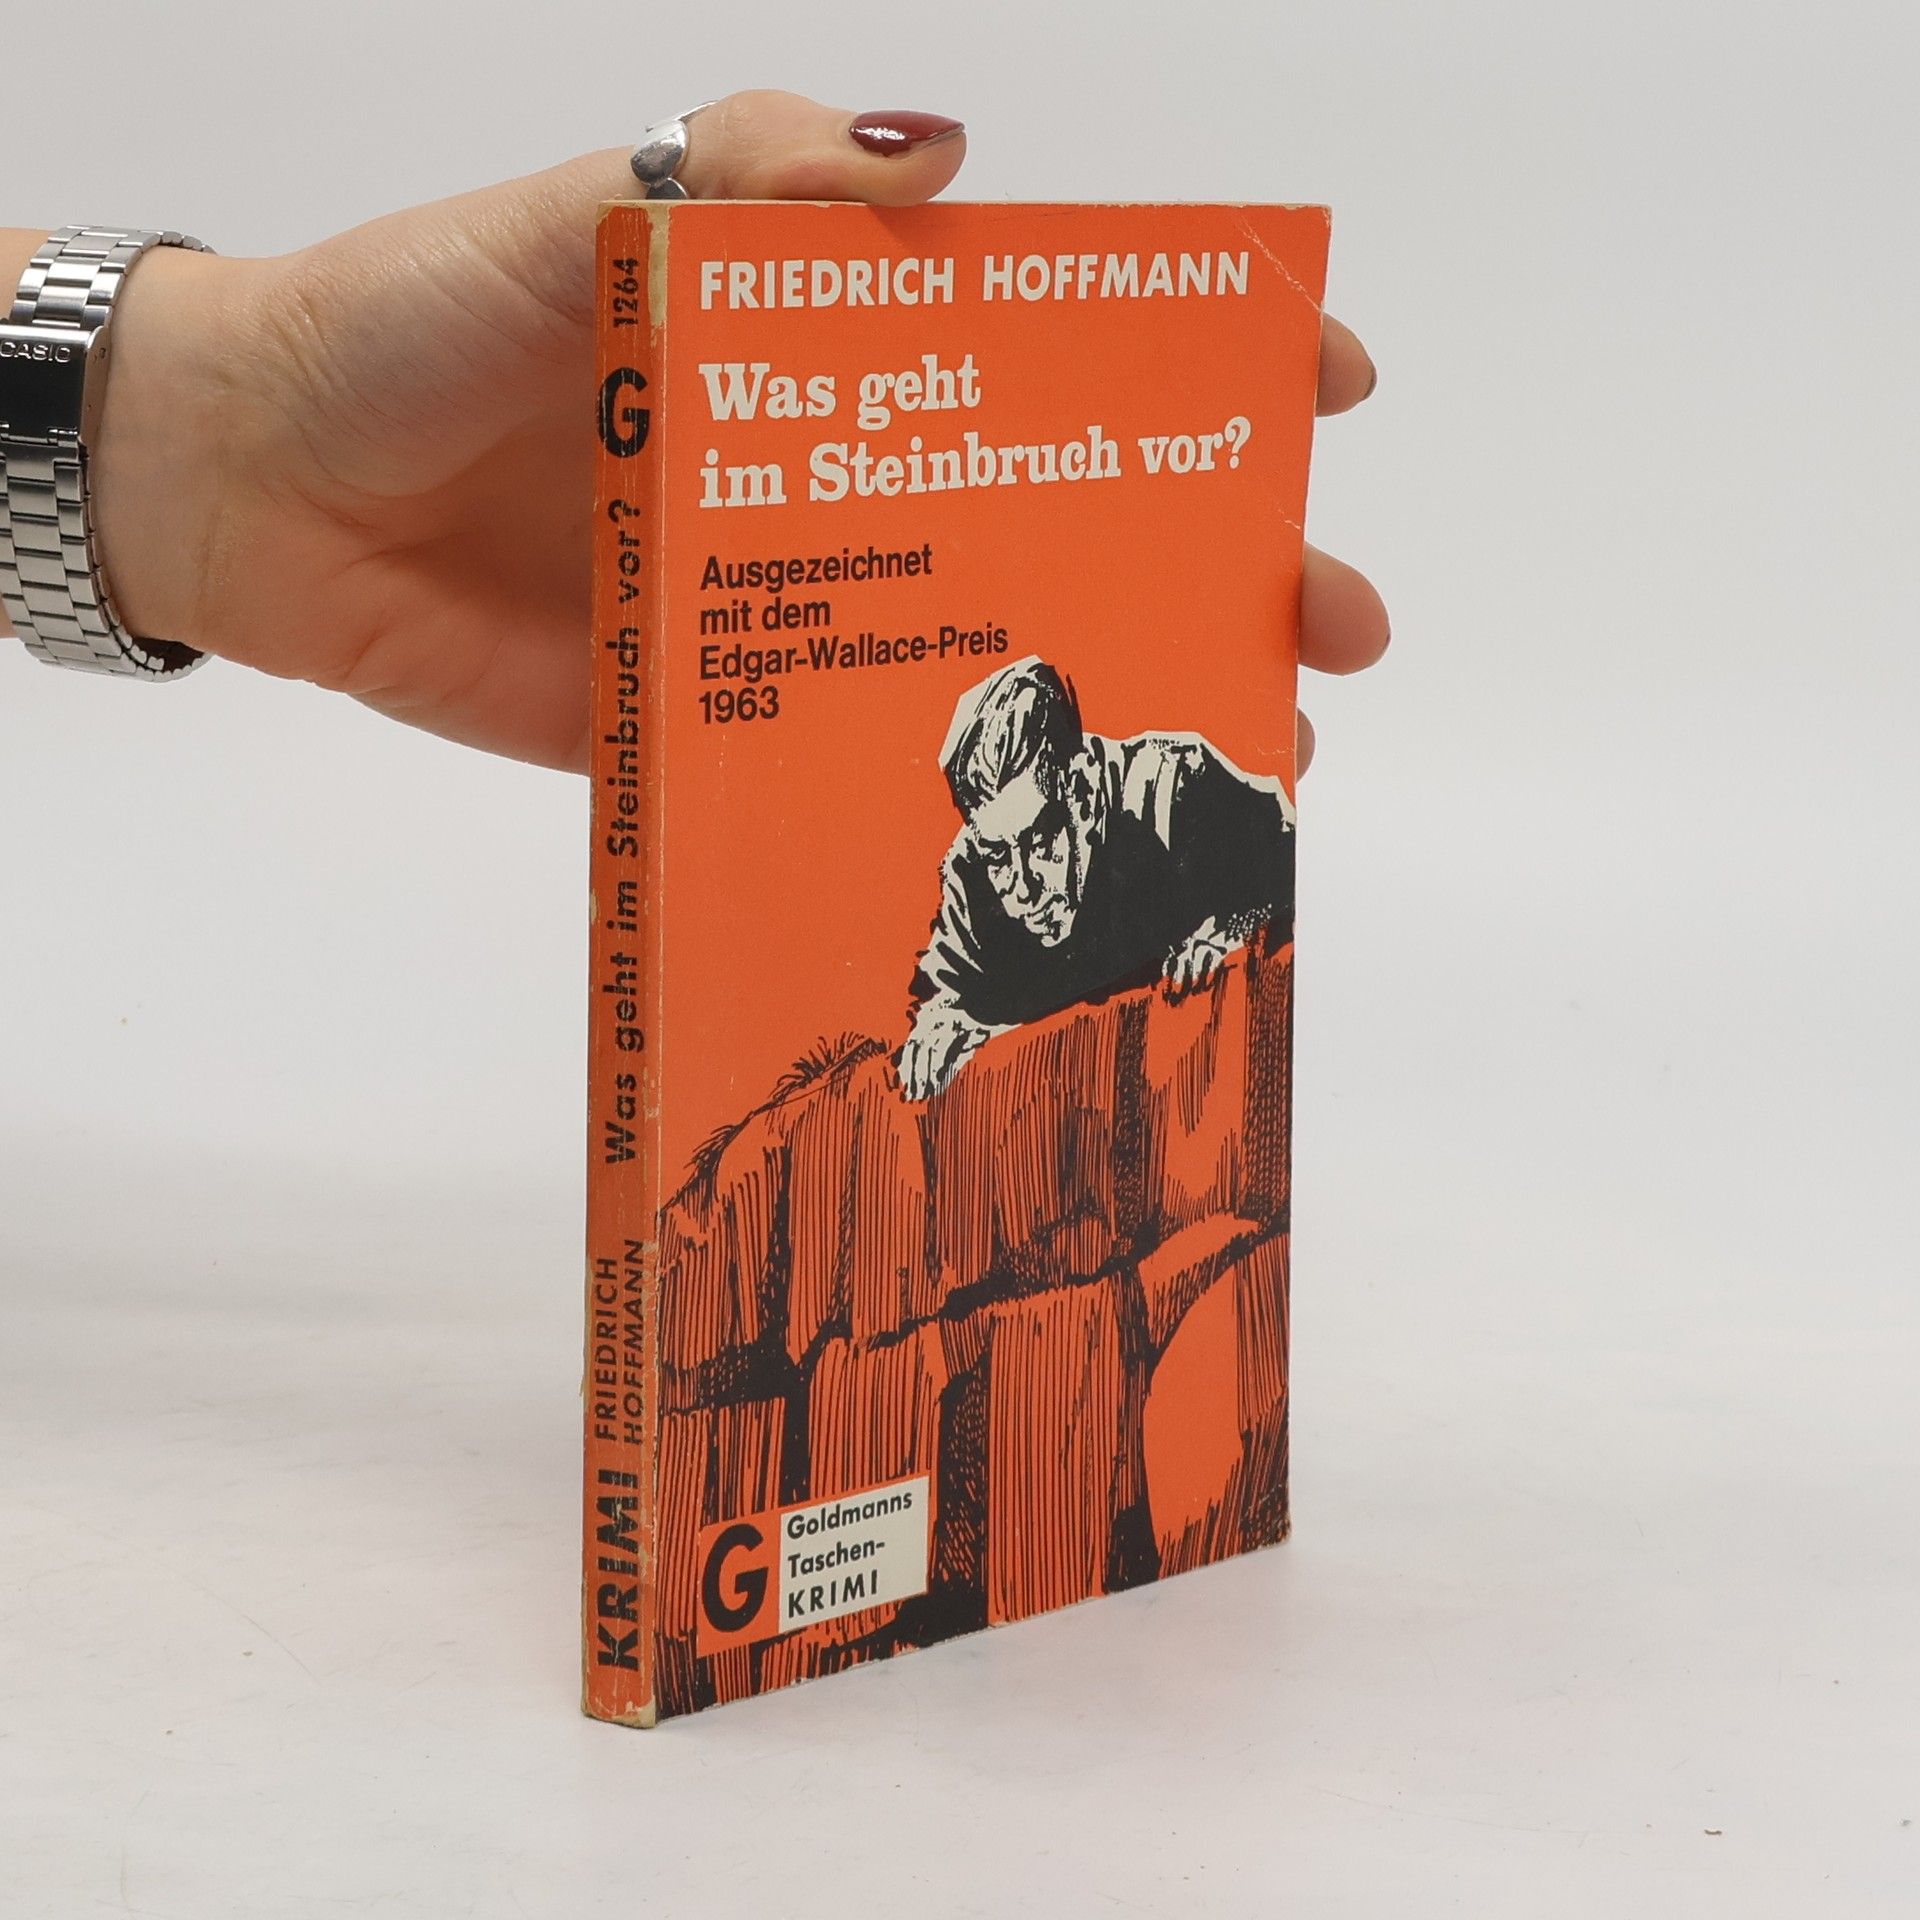 CASIO
FRIEDRICH HOFFMANN
Was geht
im Steinbruch vor?
Ausgezeichnet
mit dem
Edgar-Wallace-Preis
1963
G
Goldmanns
Taschen-
KRIMI
KRIMI
FRIEDRICH
HOFFMANN
Was geht im Steinbruch vor?
G
1264